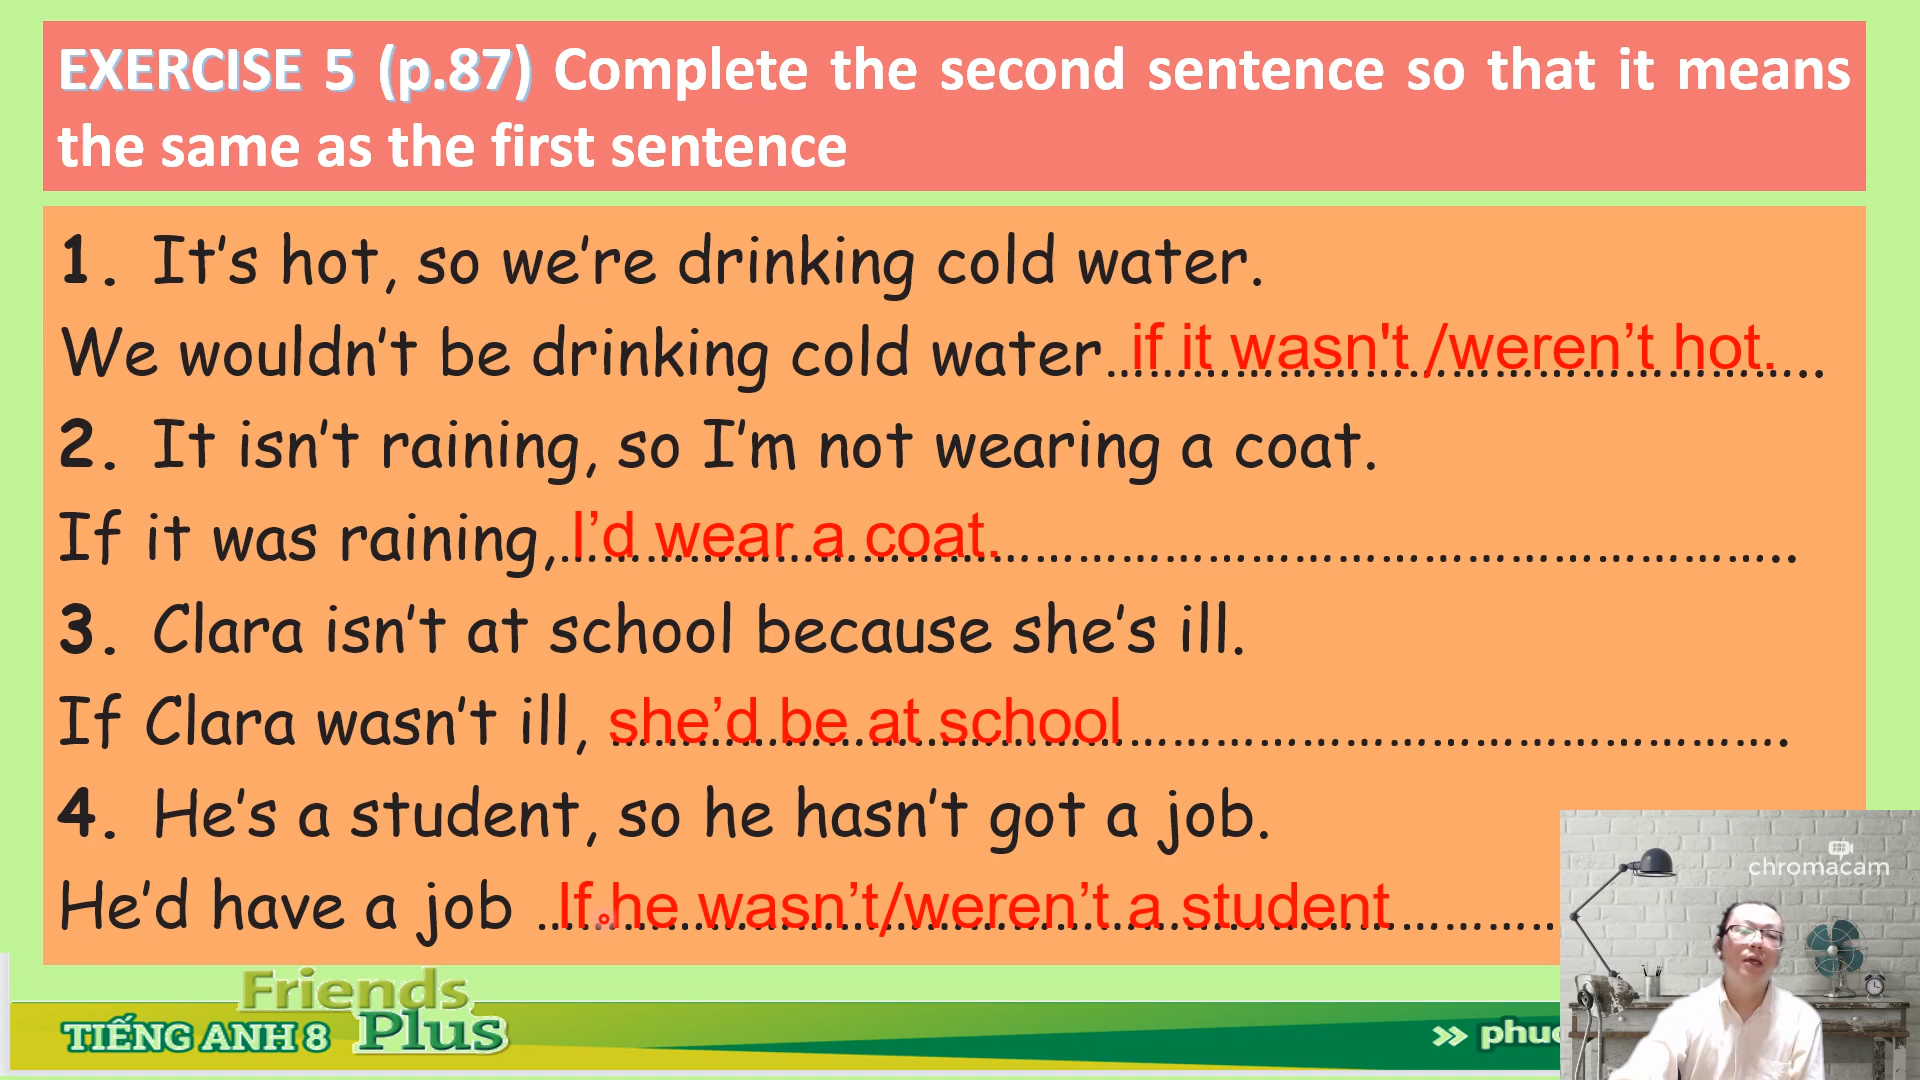 EXERCISE 5 (p.87) Complete the second sentence so that it means
the same as the first sentence
1. It’s hot, so we’re drinking cold water.
We wouldn’t be drinking cold water…if it wasn't /weren’t hot.…..
2. It isn’t raining, so I’m not wearing a coat.
If it was raining,…I’d wear a coat.………………………………………………..
3. Clara isn’t at school because she’s ill.
If Clara wasn’t ill, she’d be at school……………………………………….
4. He’s a student, so he hasn’t got a job.
He’d have a job …If he wasn’t/weren’t a student…………
chromacam
Friends
Plus
TIẾNG ANH 8